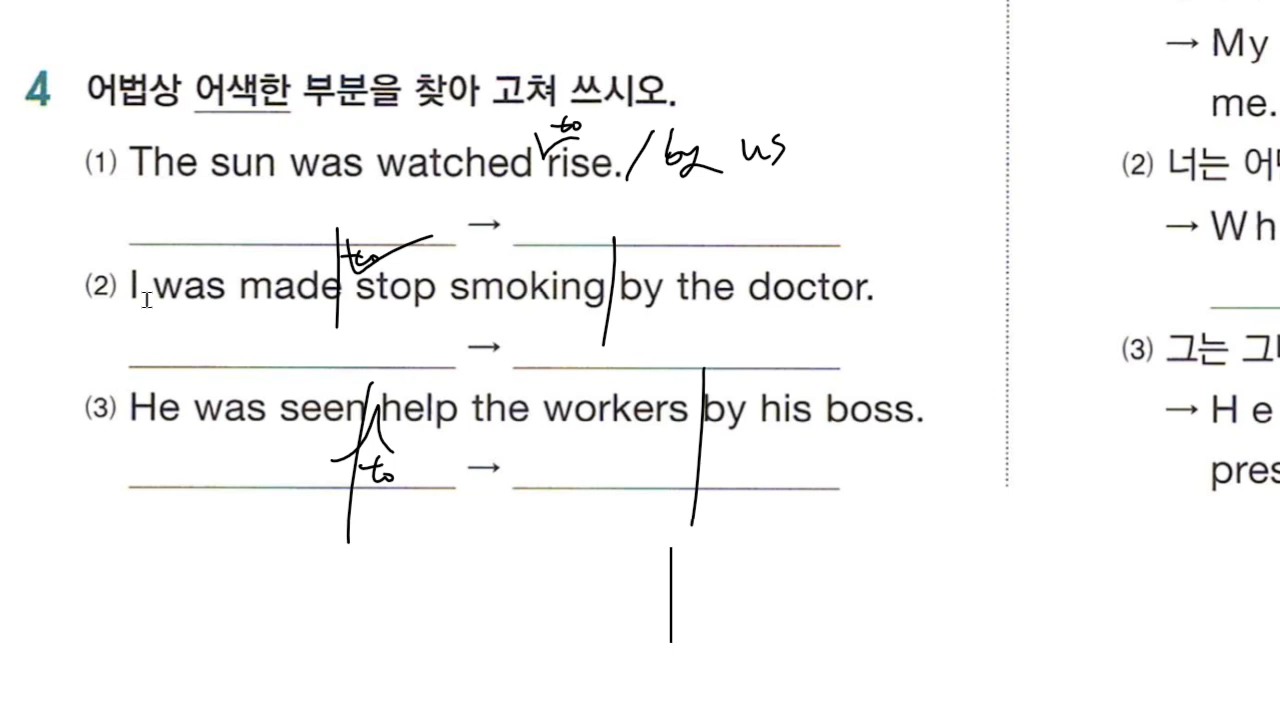 4 어법상 어색한 부분을 찾아 고쳐 쓰시오.
to
(1) The sun was watched rise. / by us
→
to
(2) I was made stop smoking by the doctor.
→
(3) He was seen help the workers by his boss.
to
→
→ My
me.
(2) 너는
→ Wh
(3) 그는
→ He
pres